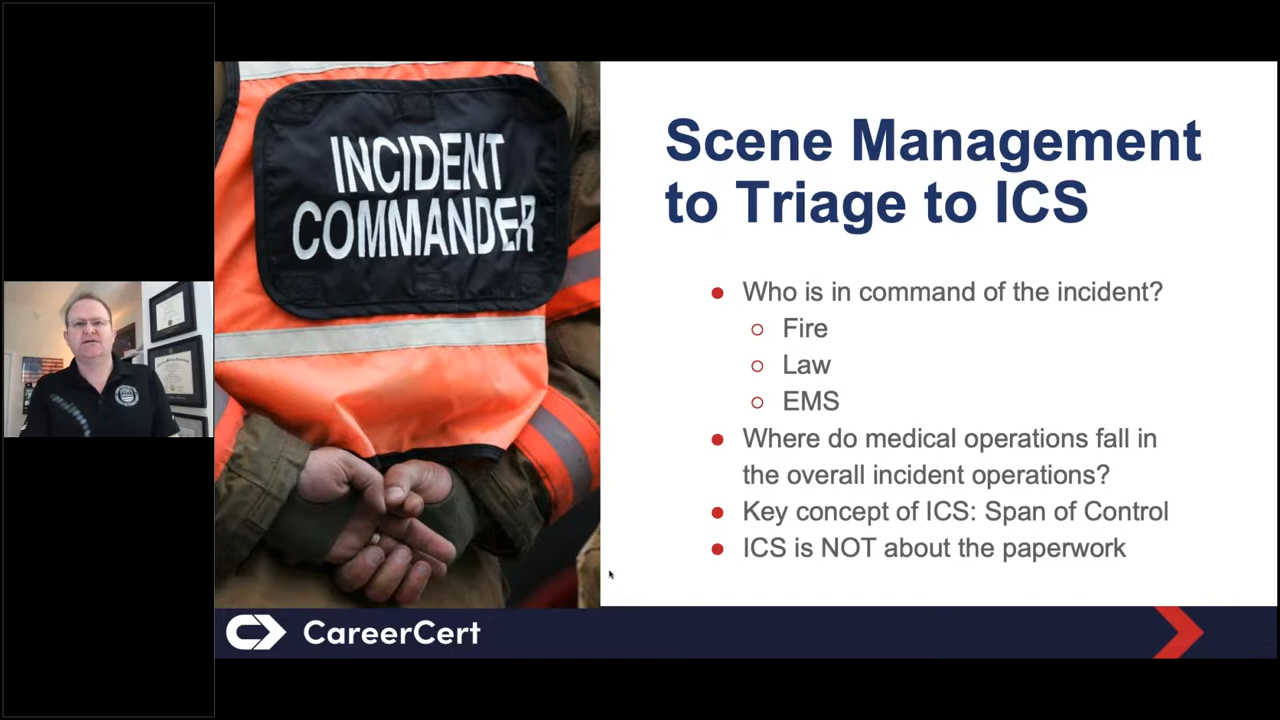 INCIDENT
COMMANDER
Scene Management
to Triage to ICS
● Who is in command of the incident?
○ Fire
○ Law
○ EMS
● Where do medical operations fall in
the overall incident operations?
● Key concept of ICS: Span of Control
● ICS is NOT about the paperwork
CareerCert